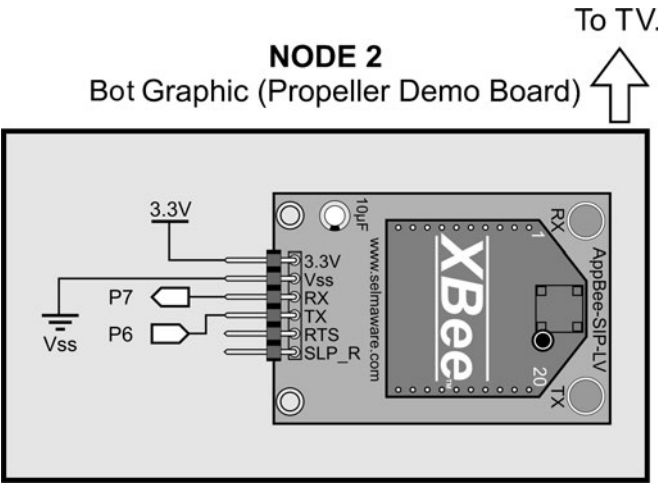 To TV.
NODE 2
Bot Graphic (Propeller Demo Board)
3.3V
Vss
P7
P6
3.3V
Vss
RX
TX
RTS
SLP_R
10µF
www.selmaware.com
XBee™
1
20
RX
TX
AppBee-SIP-LV